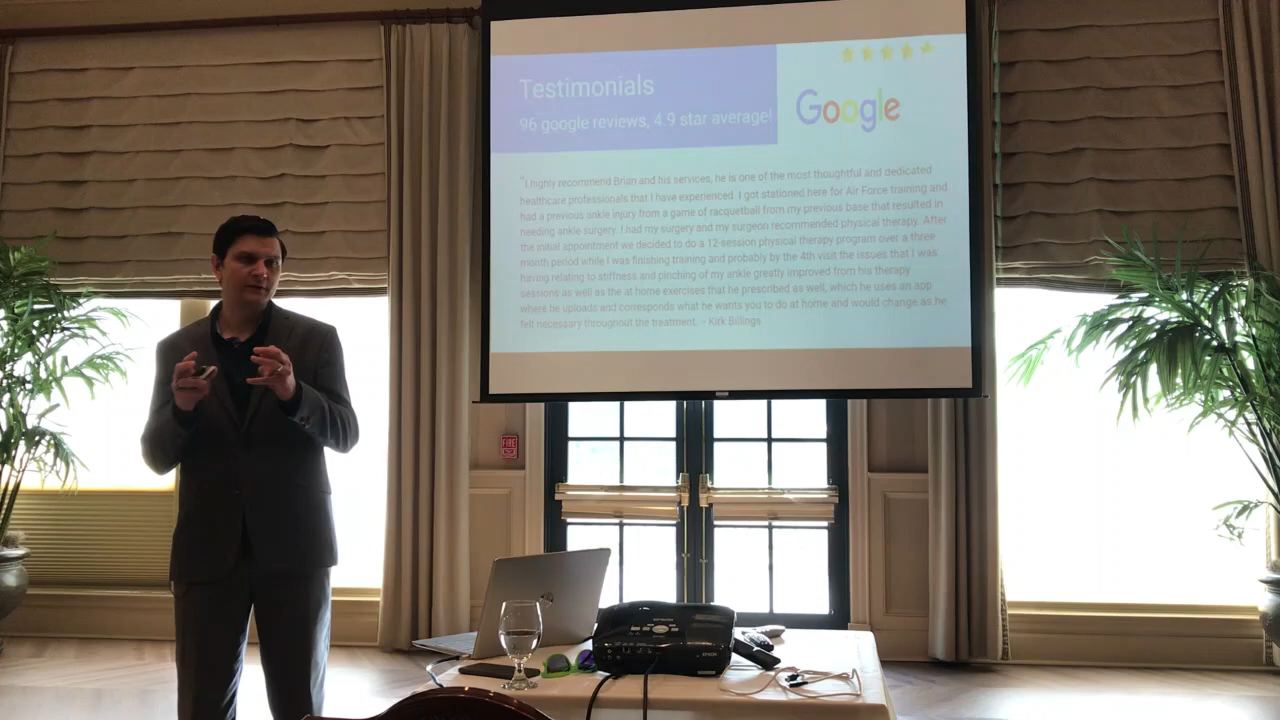 Testimonials
96 google reviews, 4.9 star average!
Google
"I highly recommend Brian and his services, he is one of the most thoughtful and dedicated
healthcare professionals that I have experienced. I got stationed here for Air Force training and
had a previous ankle injury from a game of racquetball from my previous base that resulted in
needing ankle surgery. I had my surgery and my surgeon recommended physical therapy. After
the initial appointment we decided to do a 12-session physical therapy program over a three
month period while I was finishing training and probably by the 4th visit the issues that I was
having relating to stiffness and pinching of my ankle greatly improved from his therapy
sessions as well as the at home exercises that he prescribed as well, which he uses an app
where he uploads and corresponds what he wants you to do at home and would change as he
felt necessary throughout the treatment. - Kirk Billings
FIRE
EPSON
EPSON